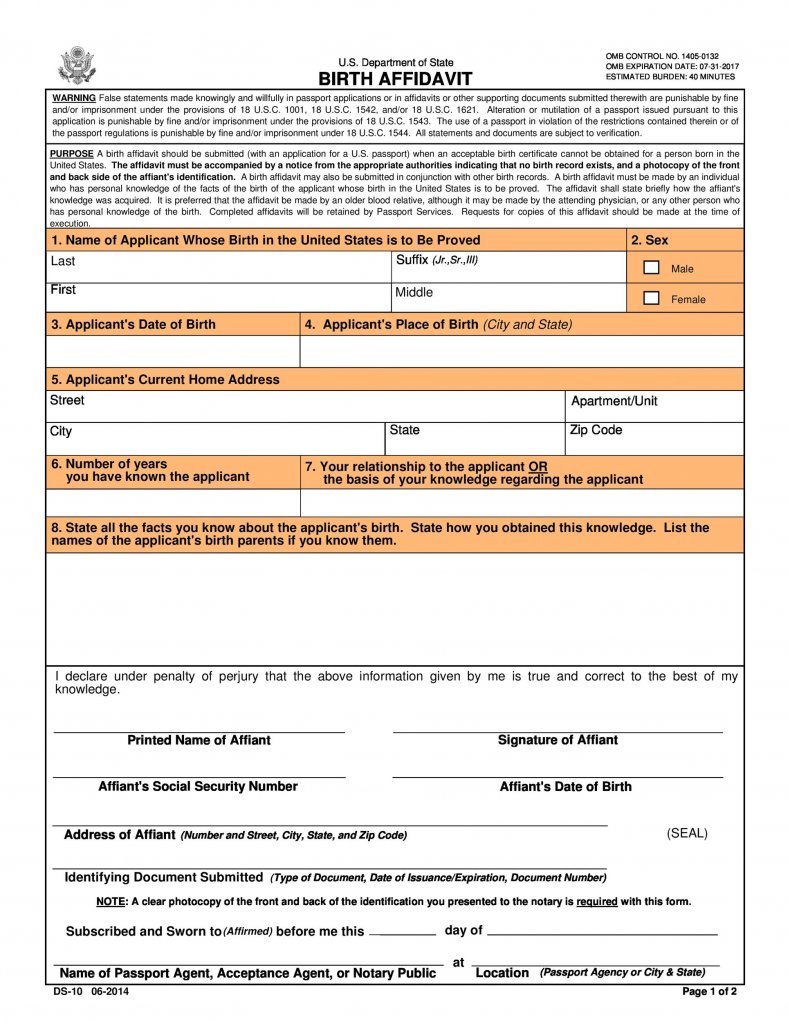 U.S. Department of State
BIRTH AFFIDAVIT
OMB CONTROL NO. 1405-0132
OMB EXPIRATION DATE: 07-31-2017
ESTIMATED BURDEN: 40 MINUTES
WARNING False statements made knowingly and willfully in passport applications or in affidavits or other supporting documents submitted therewith are punishable by fine
and/or imprisonment under the provisions of 18 U.S.C. 1001, 18 U.S.C. 1542, and/or 18 U.S.C. 1621. Alteration or mutilation of a passport issued pursuant to this
application is punishable by fine and/or imprisonment under the provisions of 18 U.S.C. 1543. The use of a passport in violation of the restrictions contained therein or of
the passport regulations is punishable by fine and/or imprisonment under 18 U.S.C. 1544. All statements and documents are subject to verification.
PURPOSE A birth affidavit should be submitted (with an application for a U.S. passport) when an acceptable birth certificate cannot be obtained for a person born in the
United States. The affidavit must be accompanied by a notice from the appropriate authorities indicating that no birth record exists, and a photocopy of the front
and back side of the affiant's identification. A birth affidavit may also be submitted in conjunction with other birth records. A birth affidavit must be made by an individual
who has personal knowledge of the facts of the birth of the applicant whose birth in the United States is to be proved. The affidavit shall state briefly how the affiant's
knowledge was acquired. It is preferred that the affidavit be made by an older blood relative, although it may be made by the attending physician, or any other person who
has personal knowledge of the birth. Completed affidavits will be retained by Passport Services. Requests for copies of this affidavit should be made at the time of
execution.
1. Name of Applicant Whose Birth in the United States is to Be Proved
2. Sex
Last
Suffix (Jr.,Sr.,III)
Male
First
Middle
Female
3. Applicant's Date of Birth
4. Applicant's Place of Birth (City and State)
5. Applicant's Current Home Address
Street
Apartment/Unit
City
State
Zip Code
6. Number of years
you have known the applicant
7. Your relationship to the applicant OR
the basis of your knowledge regarding the applicant
8. State all the facts you know about the applicant's birth. State how you obtained this knowledge. List the
names of the applicant's birth parents if you know them.
I declare under penalty of perjury that the above information given by me is true and correct to the best of my
knowledge.
Printed Name of Affiant
Signature of Affiant
Affiant's Social Security Number
Affiant's Date of Birth
Address of Affiant (Number and Street, City, State, and Zip Code)
(SEAL)
Identifying Document Submitted (Type of Document, Date of Issuance/Expiration, Document Number)
NOTE: A clear photocopy of the front and back of the identification you presented to the notary is required with this form.
Subscribed and Sworn to(Affirmed) before me this day of
at
Name of Passport Agent, Acceptance Agent, or Notary Public
Location (Passport Agency or City & State)
DS-10 06-2014
Page 1 of 2